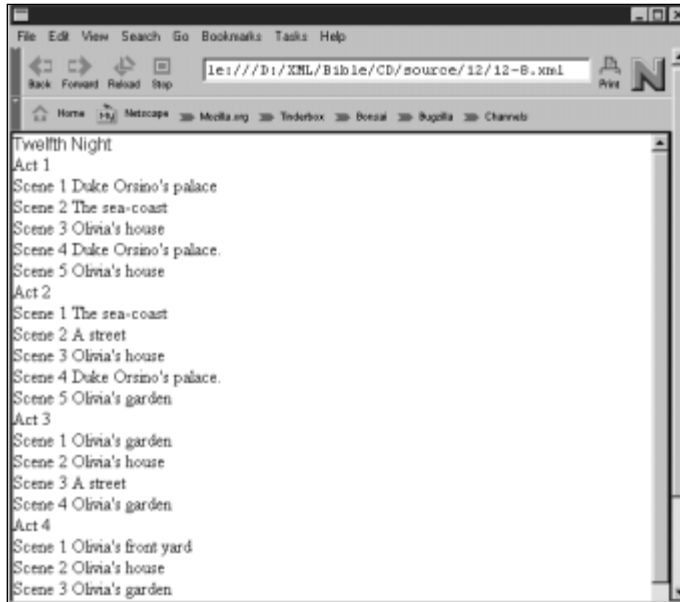 File Edit View Search Go Bookmarks Tasks Help
Back Forward Reload Stop le:///D:/XML/Bible/CD/source/12/12-8.xml Print N
Home My Netscape Mozilla.org Tinderbox Bonsai Bugzilla Channels
Twelfth Night
Act 1
Scene 1 Duke Orsino's palace
Scene 2 The sea-coast
Scene 3 Olivia's house
Scene 4 Duke Orsino's palace.
Scene 5 Olivia's house
Act 2
Scene 1 The sea-coast
Scene 2 A street
Scene 3 Olivia's house
Scene 4 Duke Orsino's palace.
Scene 5 Olivia's garden
Act 3
Scene 1 Olivia's garden
Scene 2 Olivia's house
Scene 3 A street
Scene 4 Olivia's garden
Act 4
Scene 1 Olivia's front yard
Scene 2 Olivia's house
Scene 3 Olivia's garden